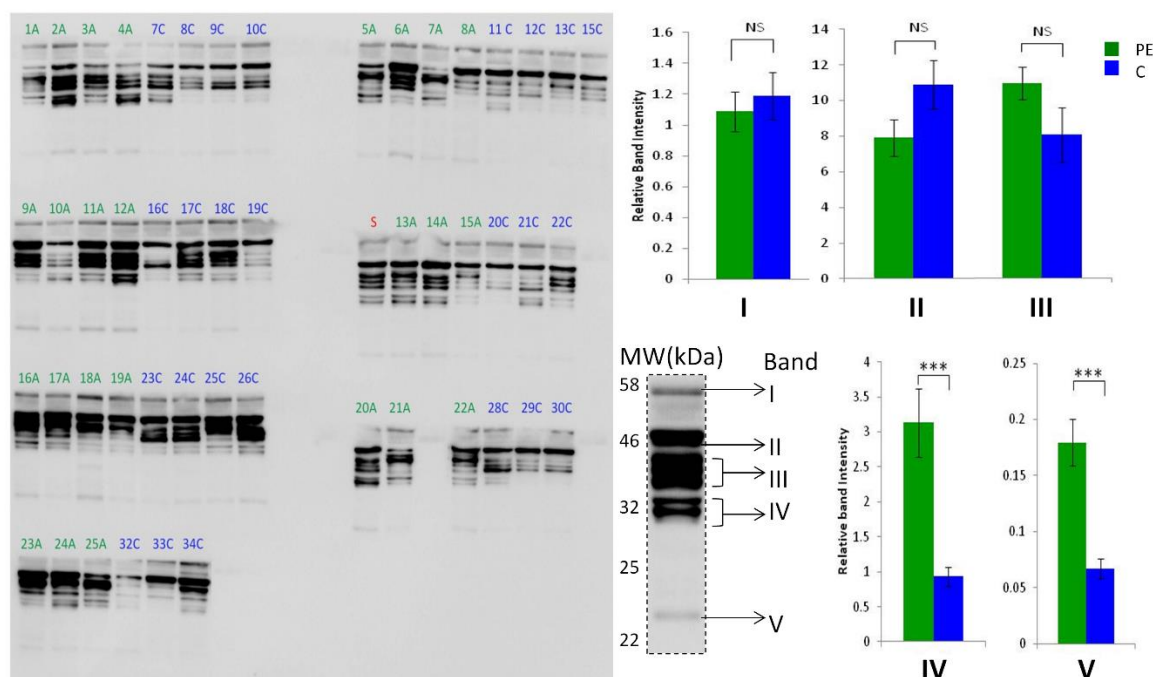 1A 2A 3A 4A 7C 8C 9C 10C
5A 6A 7A 8A 11 C 12C 13C 15C
9A 10A 11A 12A 16C 17C 18C 19C
S 13A 14A 15A 20C 21C 22C
16A 17A 18A 19A 23C 24C 25C 26C
20A 21A 22A 28C 29C 30C
23A 24A 25A 32C 33C 34C
Relative Band Intensity
1.6
1.4
1.2
1
0.8
0.6
0.4
0.2
0
NS
I
14
12
10
8
6
4
2
0
NS
NS
II
III
PE
C
MW(kDa) Band
58
46
32
25
22
I
II
III
IV
V
Relative band Intensity
4
3.5
3
2.5
2
1.5
1
0.5
0
***
IV
0.25
0.2
0.15
0.1
0.05
0
***
V